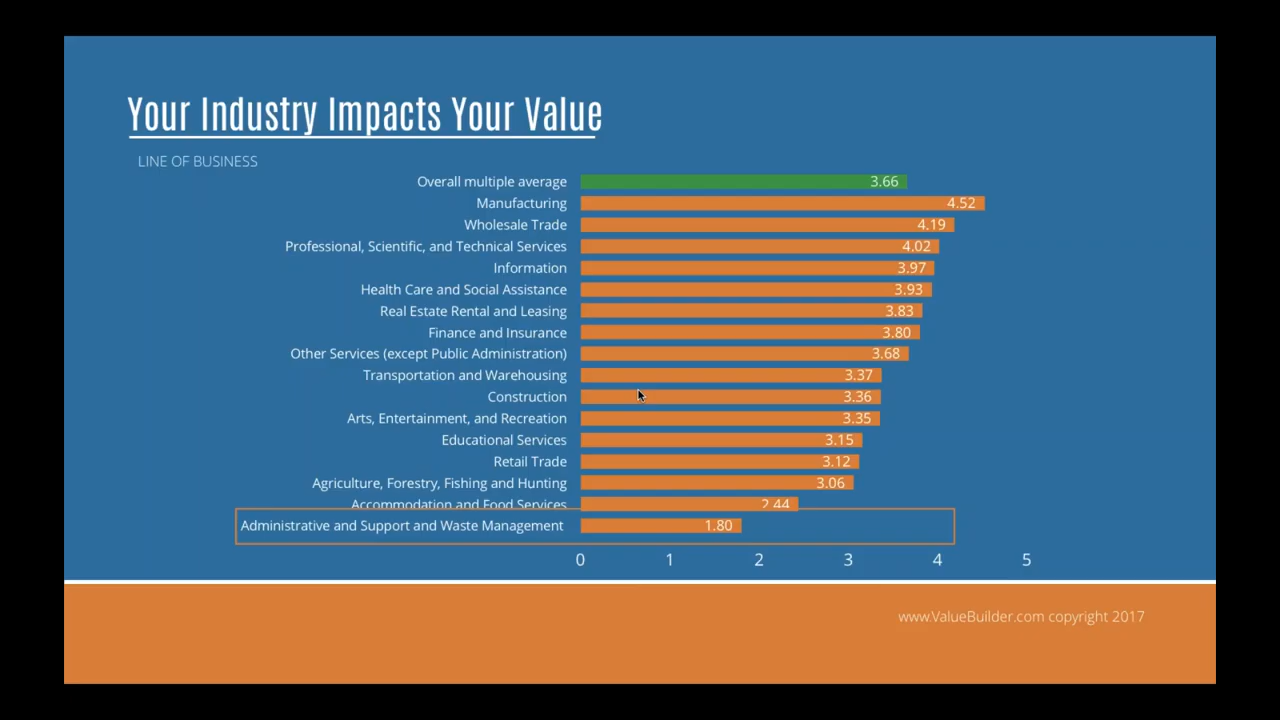 Your Industry Impacts Your Value
LINE OF BUSINESS
Overall multiple average 3.66
Manufacturing 4.52
Wholesale Trade 4.19
Professional, Scientific, and Technical Services 4.02
Information 3.97
Health Care and Social Assistance 3.93
Real Estate Rental and Leasing 3.83
Finance and Insurance 3.80
Other Services (except Public Administration) 3.68
Transportation and Warehousing 3.37
Construction 3.36
Arts, Entertainment, and Recreation 3.35
Educational Services 3.15
Retail Trade 3.12
Agriculture, Forestry, Fishing and Hunting 3.06
Accommodation and Food Services 2.44
Administrative and Support and Waste Management 1.80
0 1 2 3 4 5
www.ValueBuilder.com copyright 2017